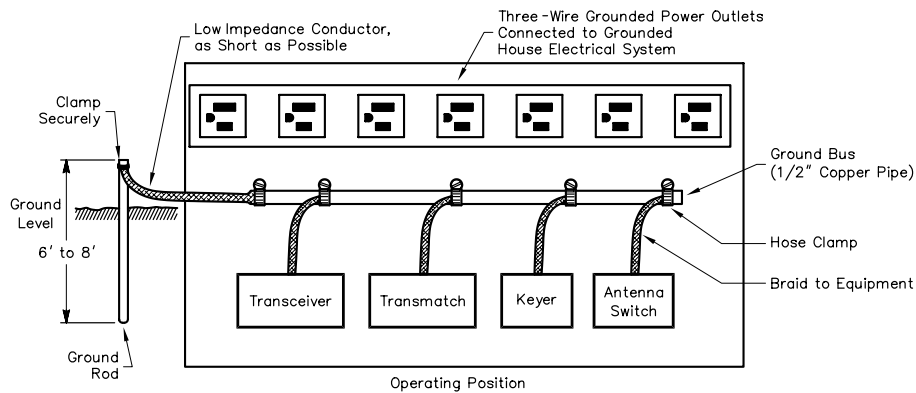 Low Impedance Conductor,
as Short as Possible
Three-Wire Grounded Power Outlets
Connected to Grounded
House Electrical System
Clamp
Securely
Ground Bus
(1/2" Copper Pipe)
Ground
Level
6' to 8'
Hose Clamp
Braid to Equipment
Transceiver
Transmatch
Keyer
Antenna
Switch
Ground
Rod
Operating Position